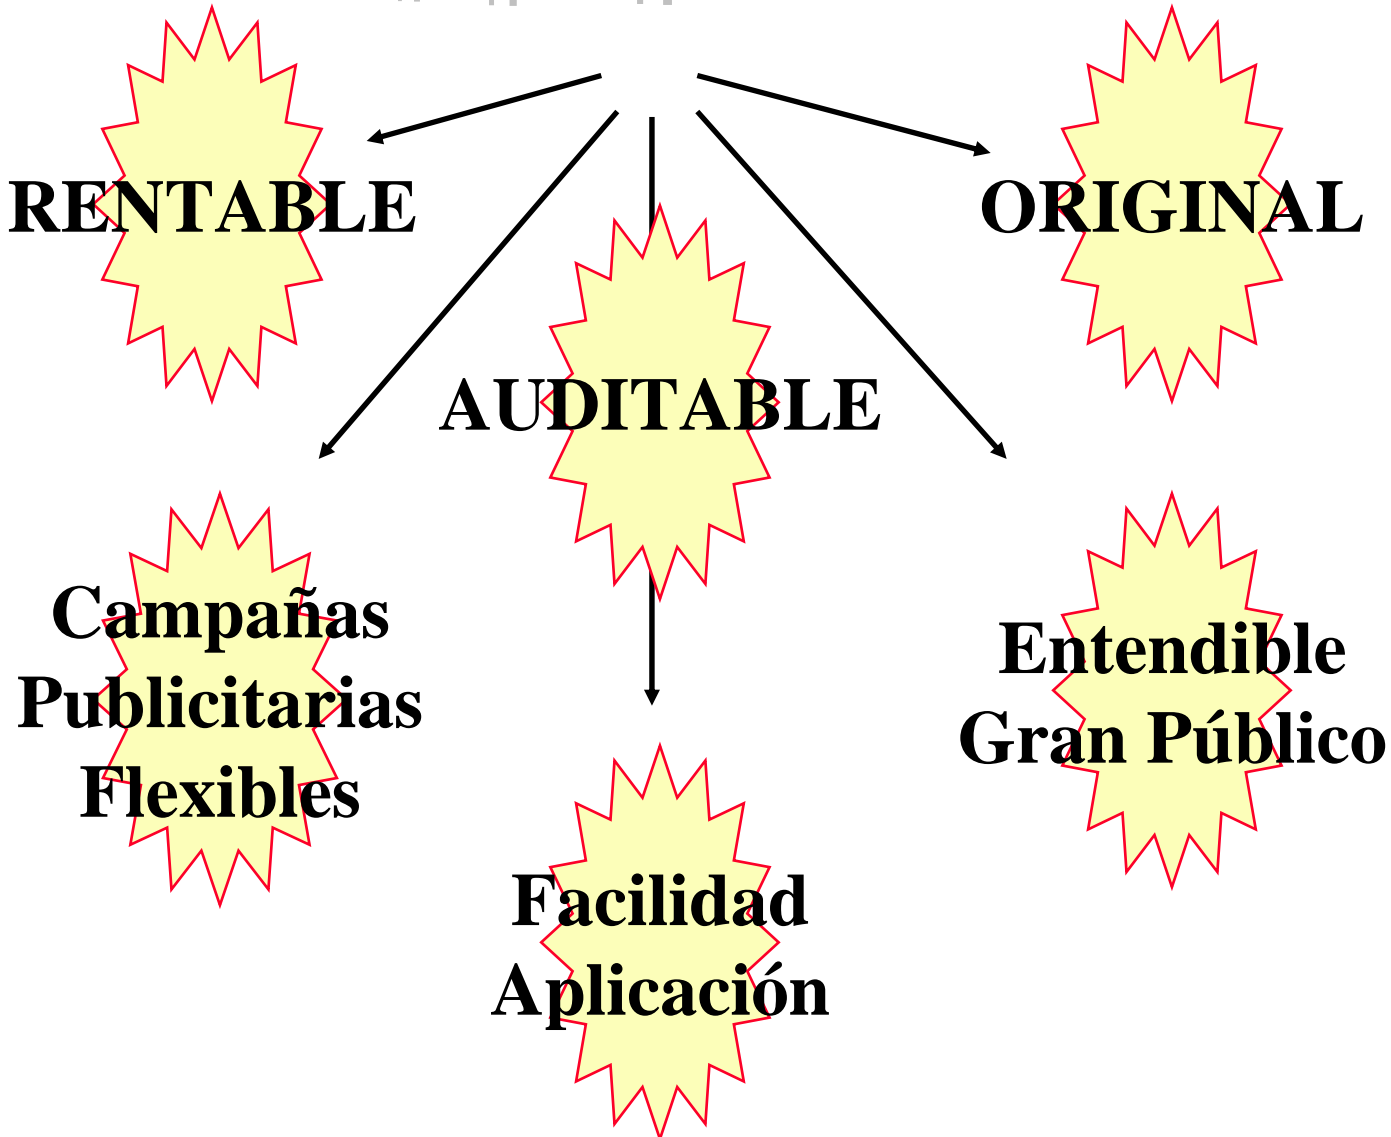 RENTABLE
ORIGINAL
AUDITABLE
Campañas
Publicitarias
Flexibles
Entendible
Gran Público
Facilidad
Aplicación